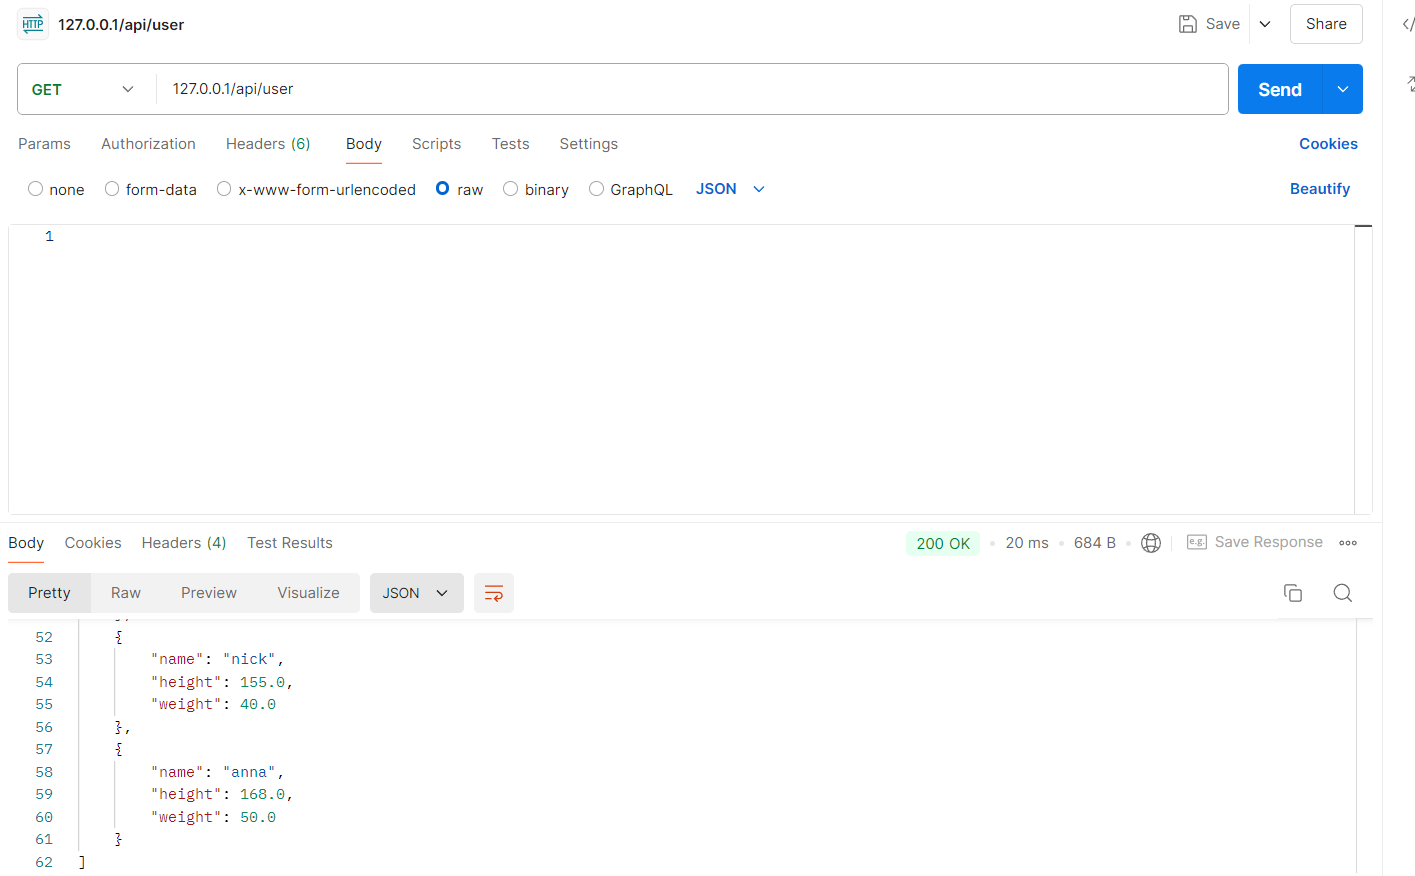 HTTP 127.0.0.1/api/user Save Share
GET 127.0.0.1/api/user Send
Params Authorization Headers (6) Body Scripts Tests Settings Cookies
none form-data x-www-form-urlencoded raw binary GraphQL JSON Beautify
1
Body Cookies Headers (4) Test Results 200 OK 20 ms 684 B e.g. Save Response
Pretty Raw Preview Visualize JSON
52 {
53 "name": "nick",
54 "height": 155.0,
55 "weight": 40.0
56 },
57 {
58 "name": "anna",
59 "height": 168.0,
60 "weight": 50.0
61 }
62 ]